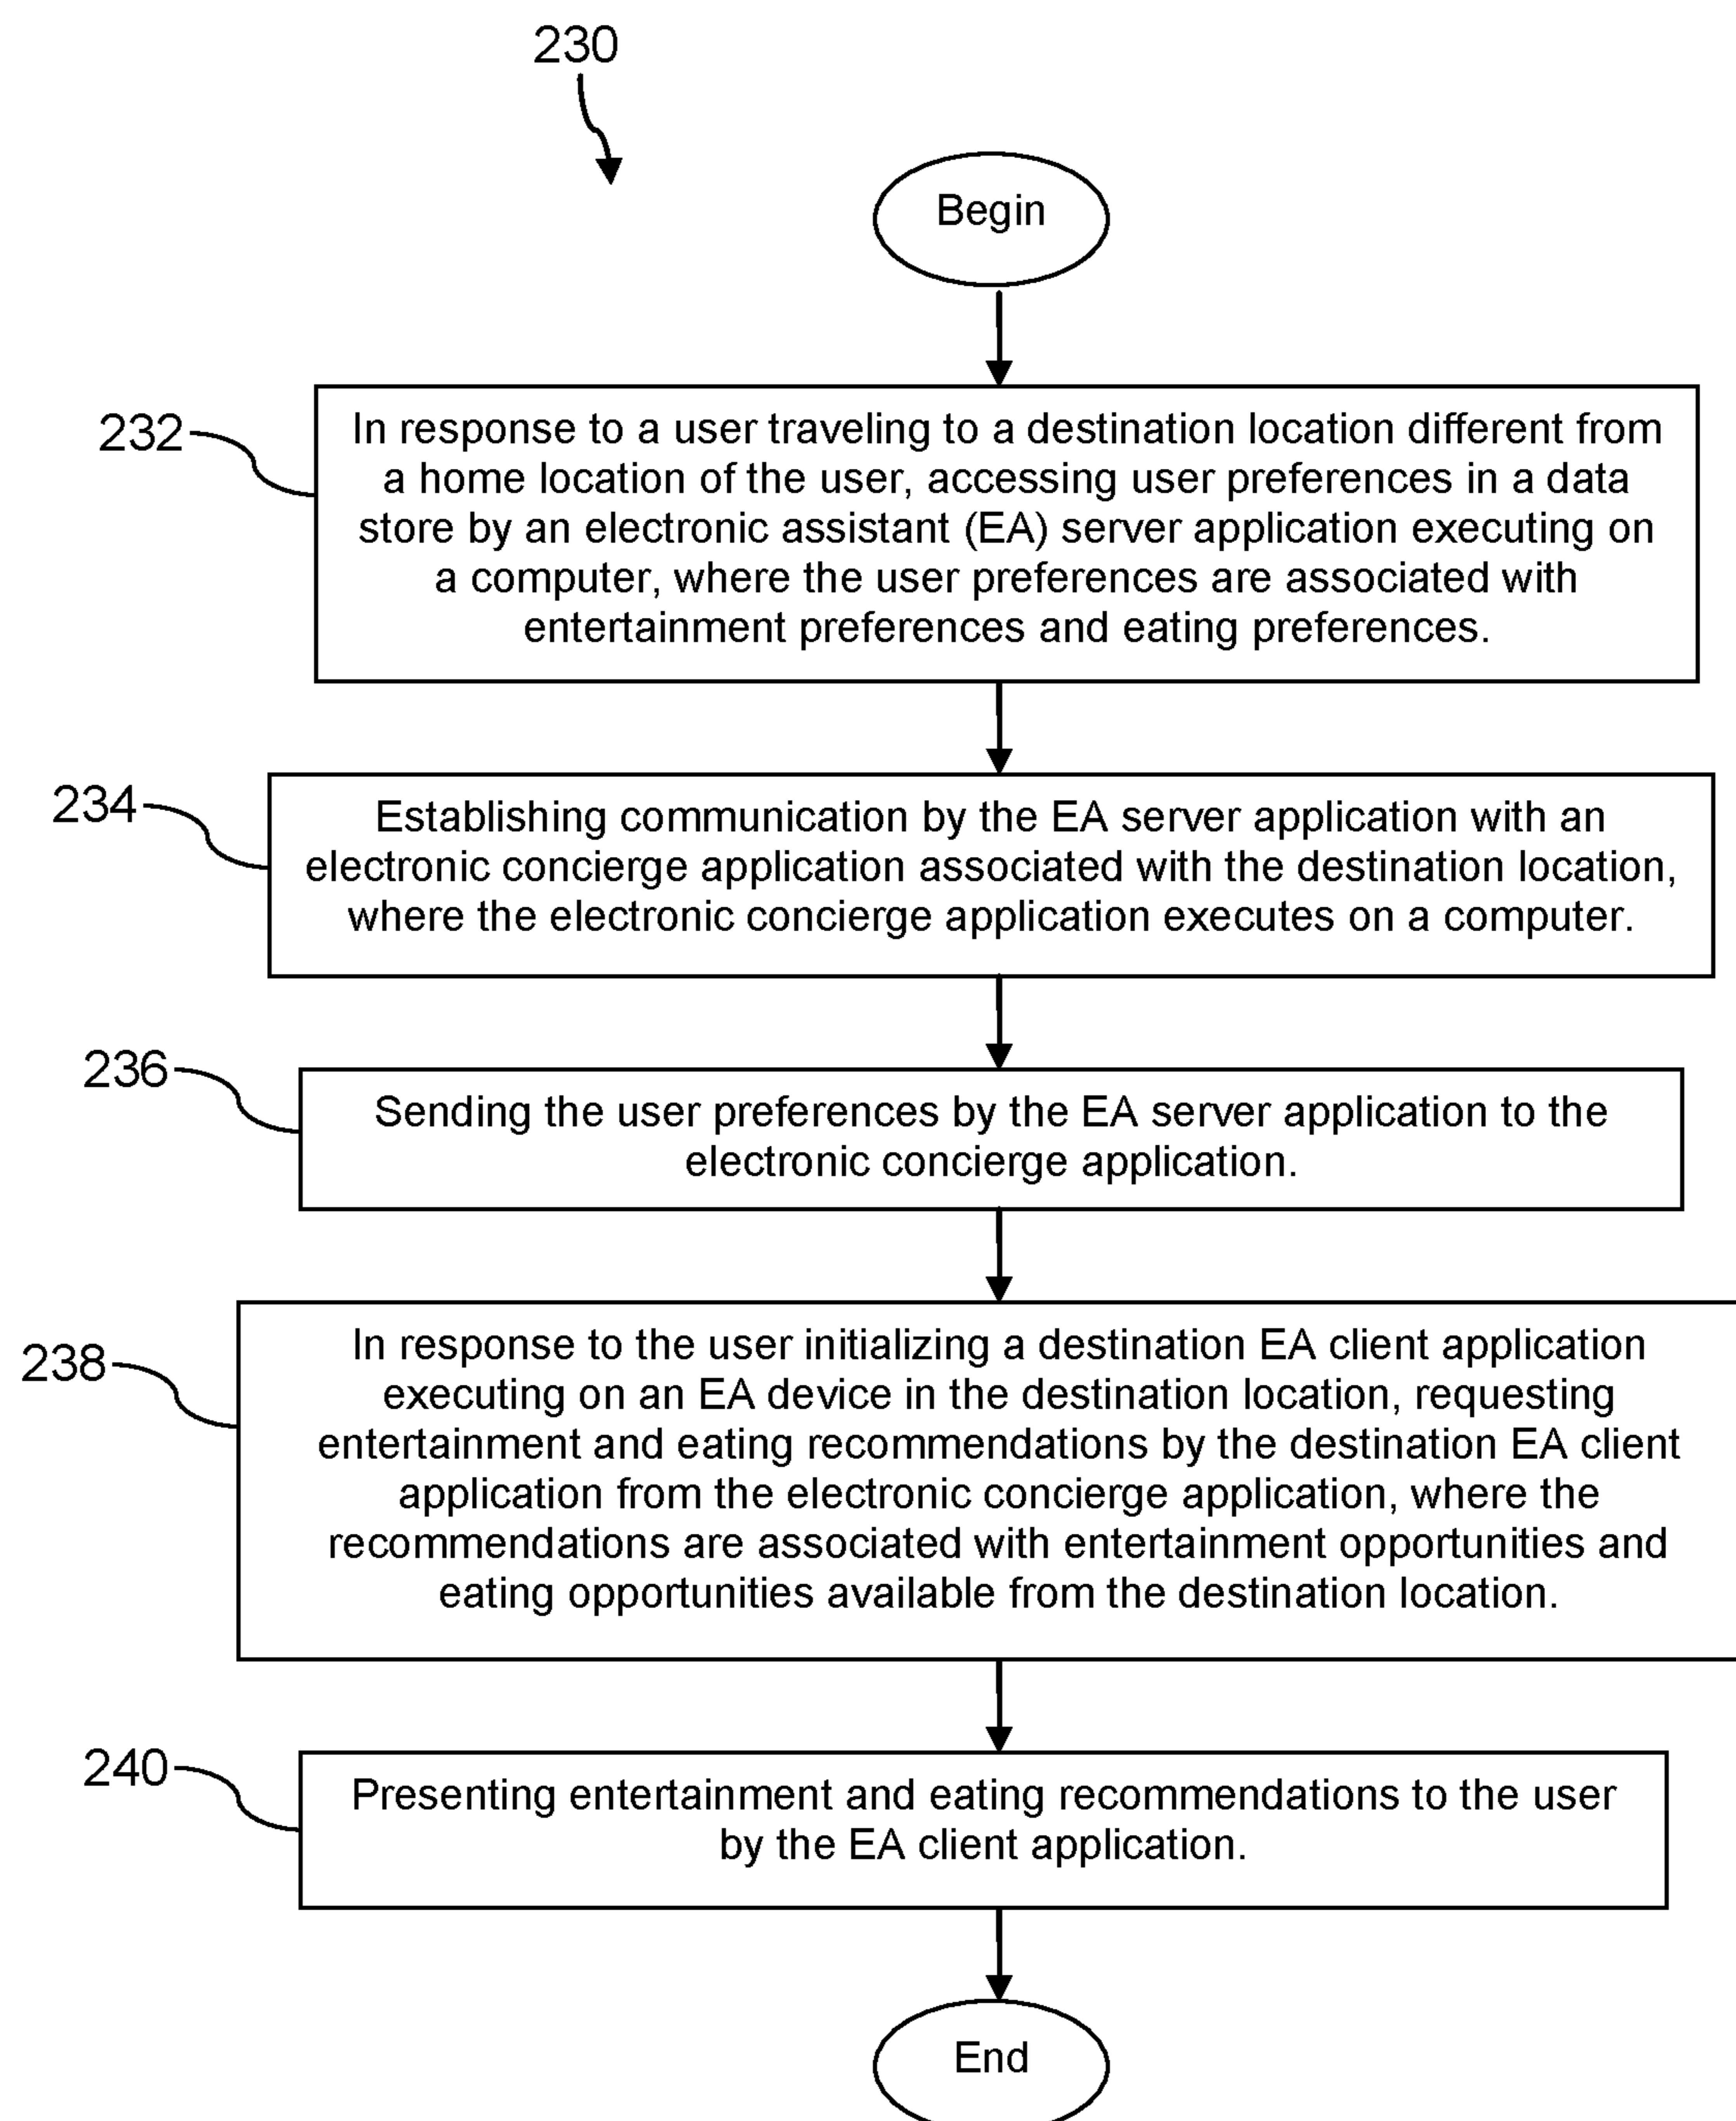 230
Begin
232
In response to a user traveling to a destination location different from
a home location of the user, accessing user preferences in a data
store by an electronic assistant (EA) server application executing on
a computer, where the user preferences are associated with
entertainment preferences and eating preferences.
234
Establishing communication by the EA server application with an
electronic concierge application associated with the destination location,
where the electronic concierge application executes on a computer.
236
Sending the user preferences by the EA server application to the
electronic concierge application.
238
In response to the user initializing a destination EA client application
executing on an EA device in the destination location, requesting
entertainment and eating recommendations by the destination EA client
application from the electronic concierge application, where the
recommendations are associated with entertainment opportunities and
eating opportunities available from the destination location.
240
Presenting entertainment and eating recommendations to the user
by the EA client application.
End